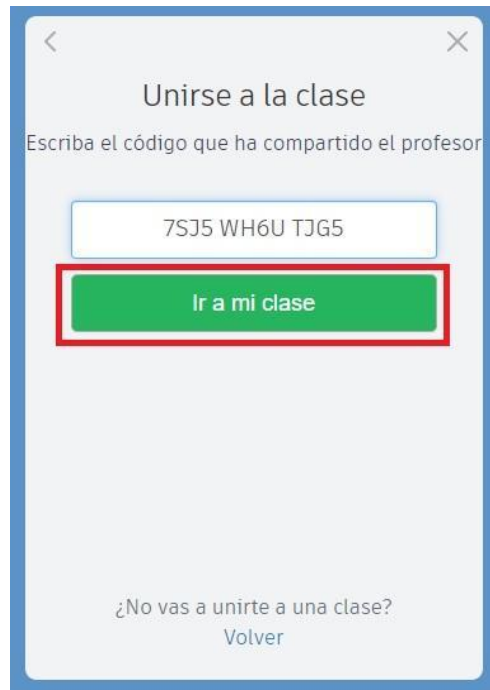 Unirse a la clase
Escriba el código que ha compartido el profesor
7SJ5 WH6U TJG5
Ir a mi clase
¿No vas a unirte a una clase?
Volver